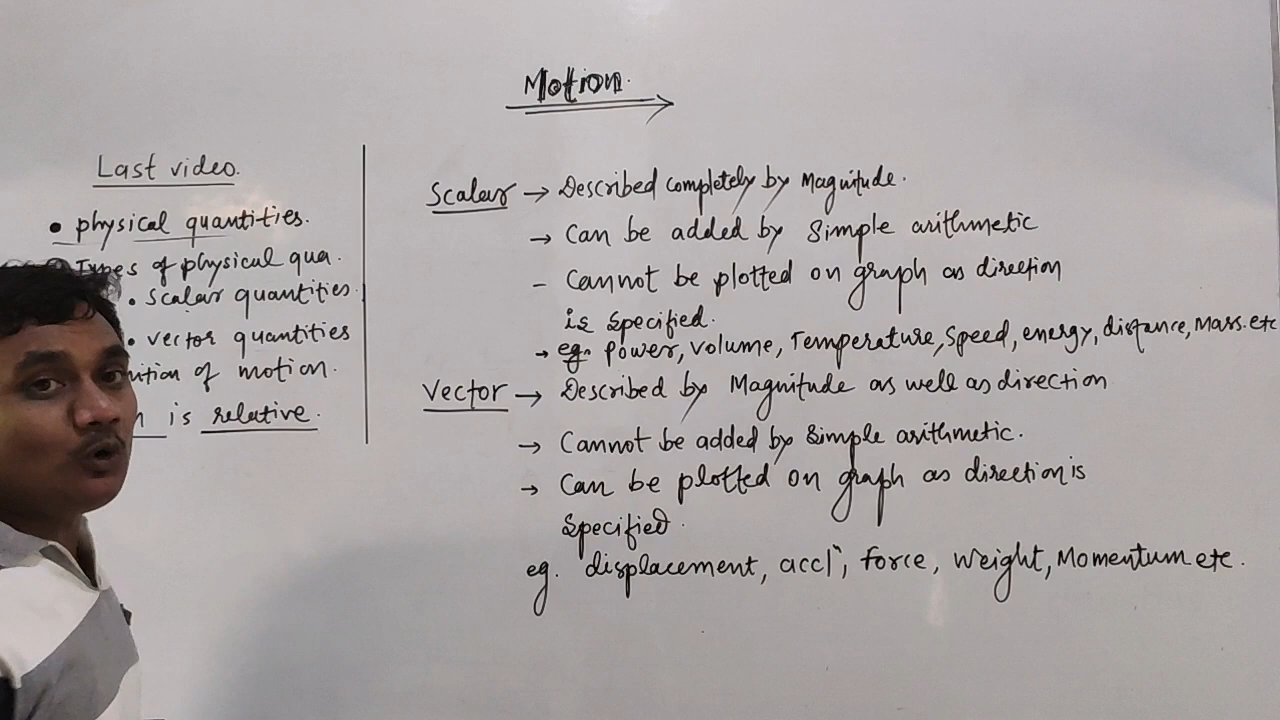 Motion.
Last video.
• physical quantities.
Types of physical qua.
• Scalar quantities
• vector quantities
of motion.
is relative.
Scalar → Described completely by Magnitude.
→ Can be added by Simple arithmetic
- Cannot be plotted on graph as direction
is Specified.
→ eg. Power, Volume, Temperature, Speed, energy, distance, Mass. etc
Vector → Described by Magnitude as well as direction
→ Cannot be added by Simple arithmetic.
→ Can be plotted on graph as direction is
Specified.
eg. displacement, accl", force, Weight, Momentum etc.